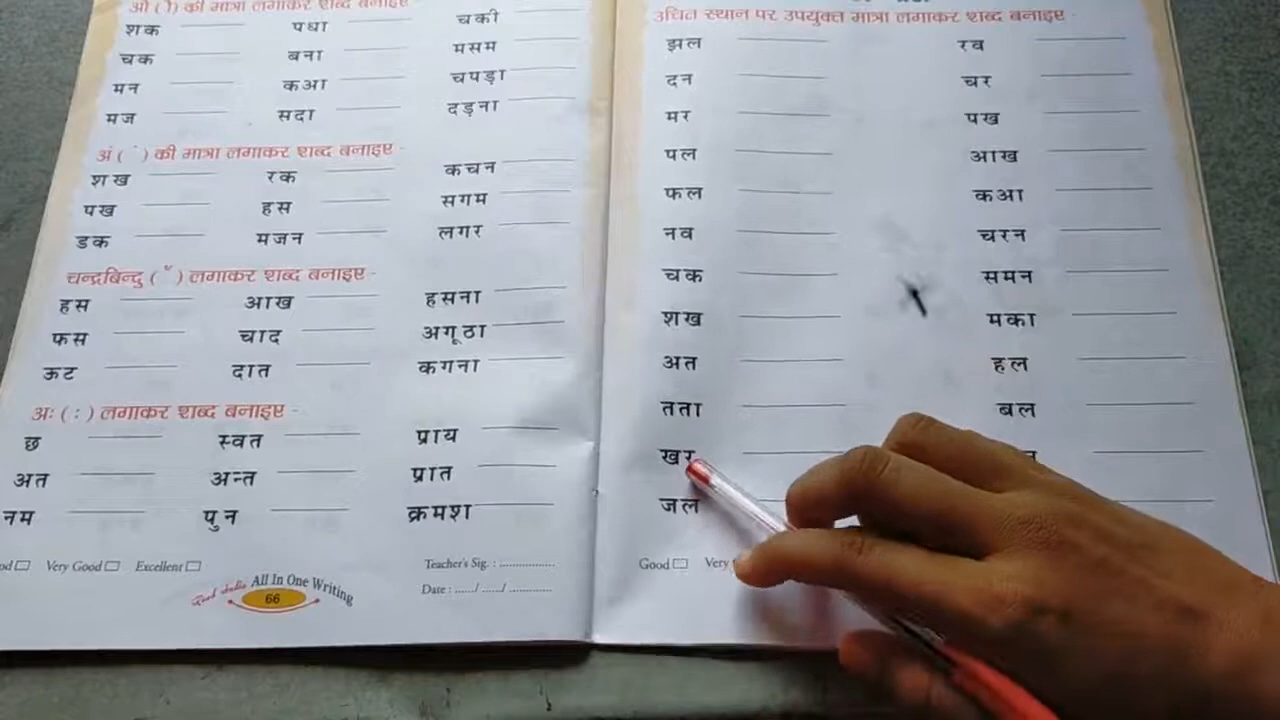 ओ ( ो ) की मात्रा लगाकर शब्द बनाइए
शक पधा चकी
चक बना मसम
मन कआ चपड़ा
मज सदा दड़ना
अं ( ं ) की मात्रा लगाकर शब्द बनाइए -
शख रक कचन
पख हस सगम
डक मजन लगर
चन्द्रबिन्दु ( ँ ) लगाकर शब्द बनाइए -
हस आख हसना
फस चाद अगूठा
ऊट दात कगना
अः ( : ) लगाकर शब्द बनाइए -
छ स्वत प्राय
अत अन्त प्रात
नम पुन क्रमश
Very Good Excellent
Teacher's Sig. : ..................
Date : ....../ ....../ ............
All In One Writing
66
उचित स्थान पर उपयुक्त मात्रा लगाकर शब्द बनाइए -
झल रव
दन चर
मर पख
पल आख
फल कआ
नव चरन
चक समन
शख मका
अत हल
तता बल
खर
जल
Good